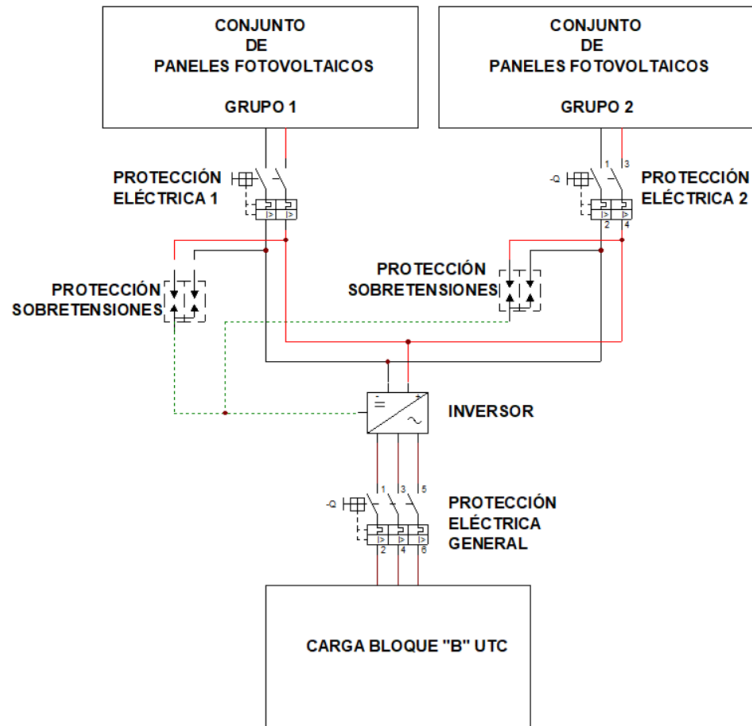 CONJUNTO
DE
PANELES FOTOVOLTAICOS
GRUPO 1
CONJUNTO
DE
PANELES FOTOVOLTAICOS
GRUPO 2
PROTECCIÓN
ELÉCTRICA 1
1 3
2 4
PROTECCIÓN
ELÉCTRICA 2
PROTECCIÓN
SOBRETENSIONES
PROTECCIÓN
SOBRETENSIONES
- +
INVERSOR
1 3 5
2 4 6
PROTECCIÓN
ELÉCTRICA
GENERAL
CARGA BLOQUE "B" UTC